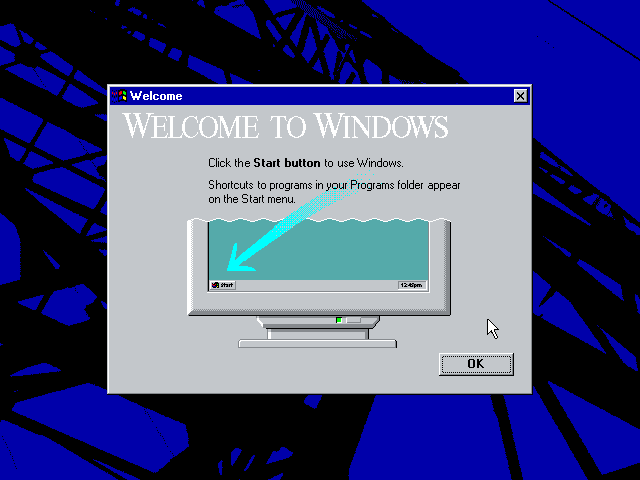 Welcome
WELCOME TO WINDOWS
Click the Start button to use Windows.
Shortcuts to programs in your Programs folder appear
on the Start menu.
Start 12:45pm
OK